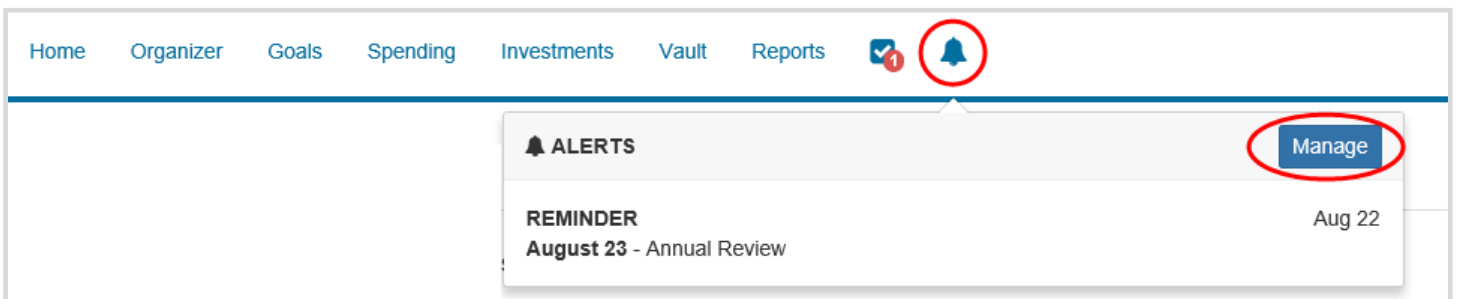 Home Organizer Goals Spending Investments Vault Reports 1
ALERTS Manage
REMINDER Aug 22
August 23 - Annual Review